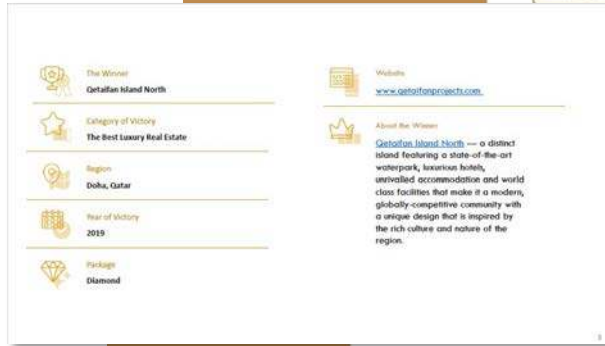 The Winner
Qetaifan Island North
Category of Victory
The Best Luxury Real Estate
Region
Doha, Qatar
Year of Victory
2019
Package
Diamond
Website
www.qetaifanprojects.com
About the Winner
Qetaifan Island North — a distinct
island featuring a state-of-the-art
waterpark, luxurious hotels,
unrivalled accommodation and world
class facilities that make it a modern,
globally-competitive community with
a unique design that is inspired by
the rich culture and nature of the
region.